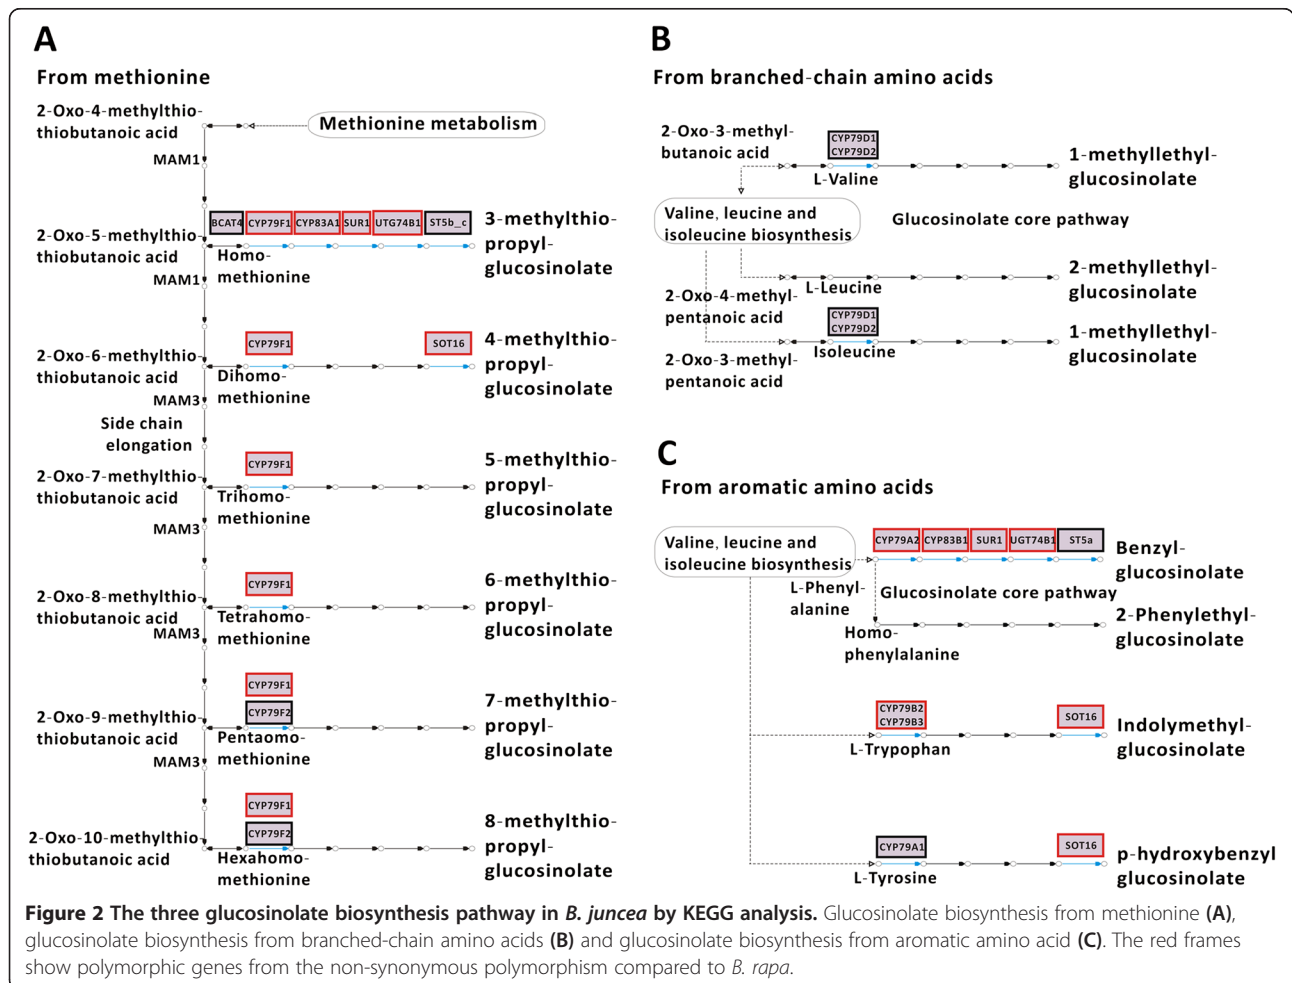 A
From methionine
2-Oxo-4-methylthio-
thiobutanoic acid
Methionine metabolism
MAM1
BCAT4 CYP79F1 CYP83A1 SUR1 UTG74B1 ST5b_c
2-Oxo-5-methylthio-
thiobutanoic acid
Homo-
methionine
3-methylthio-
propyl-
glucosinolate
MAM1
CYP79F1
SOT16
2-Oxo-6-methylthio-
thiobutanoic acid
Dihomo-
methionine
4-methylthio-
propyl-
glucosinolate
MAM3
Side chain
elongation
CYP79F1
2-Oxo-7-methylthio-
thiobutanoic acid
Trihomo-
methionine
5-methylthio-
propyl-
glucosinolate
MAM3
CYP79F1
2-Oxo-8-methylthio-
thiobutanoic acid
Tetrahomo-
methionine
6-methylthio-
propyl-
glucosinolate
MAM3
CYP79F1
CYP79F2
2-Oxo-9-methylthio-
thiobutanoic acid
Pentaomo-
methionine
7-methylthio-
propyl-
glucosinolate
MAM3
CYP79F1
CYP79F2
2-Oxo-10-methylthio-
thiobutanoic acid
Hexahomo-
methionine
8-methylthio-
propyl-
glucosinolate
B
From branched-chain amino acids
2-Oxo-3-methyl-
butanoic acid
CYP79D1
CYP79D2
L-Valine
1-methyllethyl-
glucosinolate
Valine, leucine and
isoleucine biosynthesis
Glucosinolate core pathway
L-Leucine
2-methyllethyl-
glucosinolate
2-Oxo-4-methyl-
pentanoic acid
CYP79D1
CYP79D2
Isoleucine
1-methyllethyl-
glucosinolate
2-Oxo-3-methyl-
pentanoic acid
C
From aromatic amino acids
Valine, leucine and
isoleucine biosynthesis
CYP79A2 CYP83B1 SUR1 UGT74B1 ST5a
Benzyl-
glucosinolate
L-Phenyl-
alanine
Glucosinolate core pathway
Homo-
phenylalanine
2-Phenylethyl-
glucosinolate
CYP79B2
CYP79B3
SOT16
L-Trypophan
Indolymethyl-
glucosinolate
CYP79A1
SOT16
L-Tyrosine
p-hydroxybenzyl
glucosinolate
Figure 2 The three glucosinolate biosynthesis pathway in B. juncea by KEGG analysis. Glucosinolate biosynthesis from methionine (A),
glucosinolate biosynthesis from branched-chain amino acids (B) and glucosinolate biosynthesis from aromatic amino acid (C). The red frames
show polymorphic genes from the non-synonymous polymorphism compared to B. rapa.